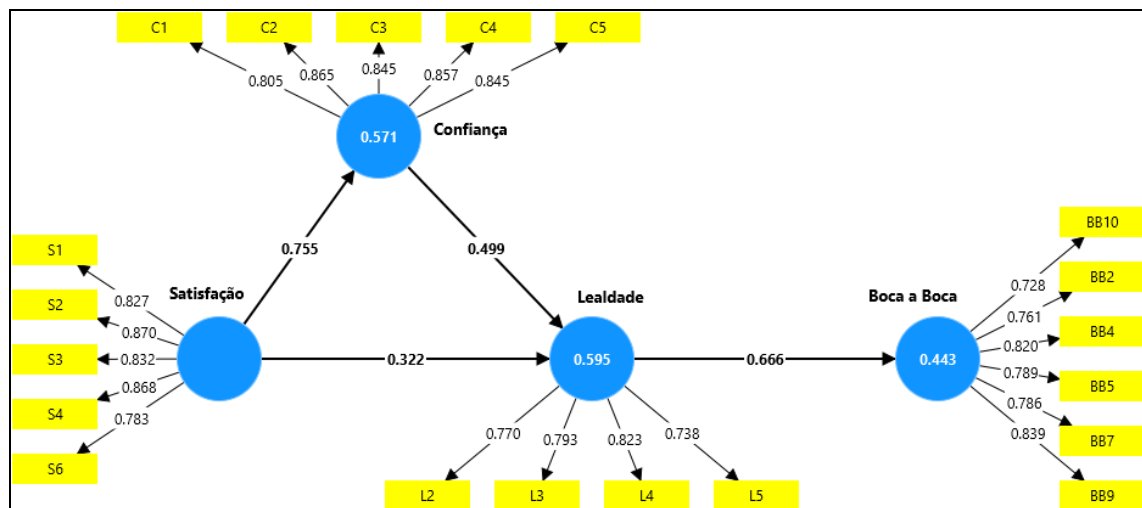 C1 C2 C3 C4 C5
0.805 0.865 0.845 0.857 0.845
0.571
Confiança
0.755
0.499
S1
S2
S3
S4
S6
0.827
0.870
0.832
0.868
0.783
Satisfação
0.322
Lealdade
0.595
0.666
0.770 0.793 0.823 0.738
L2 L3 L4 L5
Boca a Boca
0.443
0.728
0.761
0.820
0.789
0.786
0.839
BB10
BB2
BB4
BB5
BB7
BB9